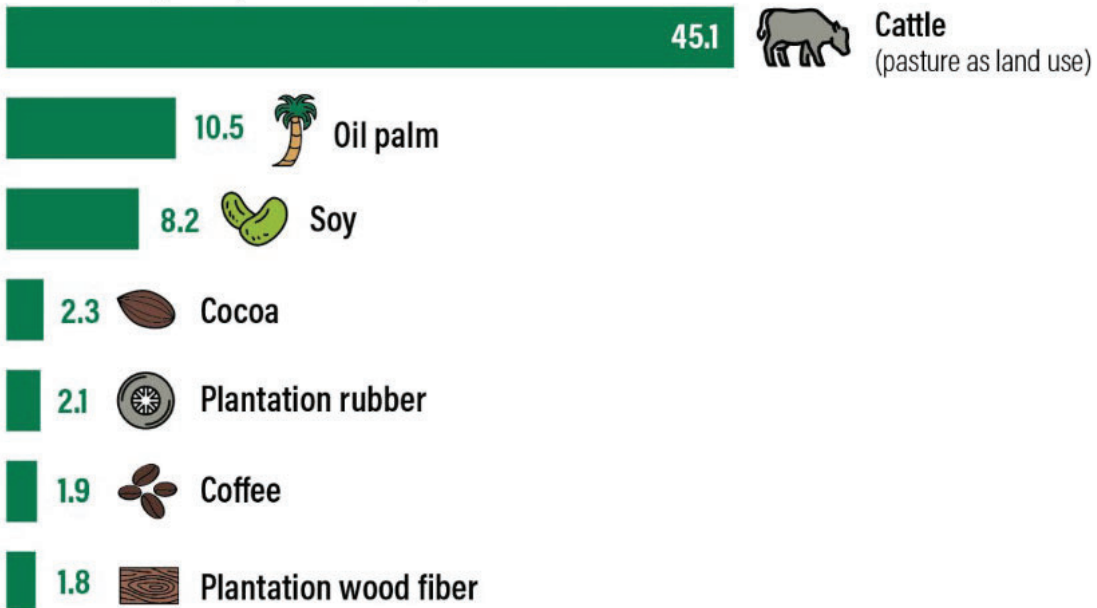 45.1 Cattle
(pasture as land use)
10.5 Oil palm
8.2 Soy
2.3 Cocoa
2.1 Plantation rubber
1.9 Coffee
1.8 Plantation wood fiber